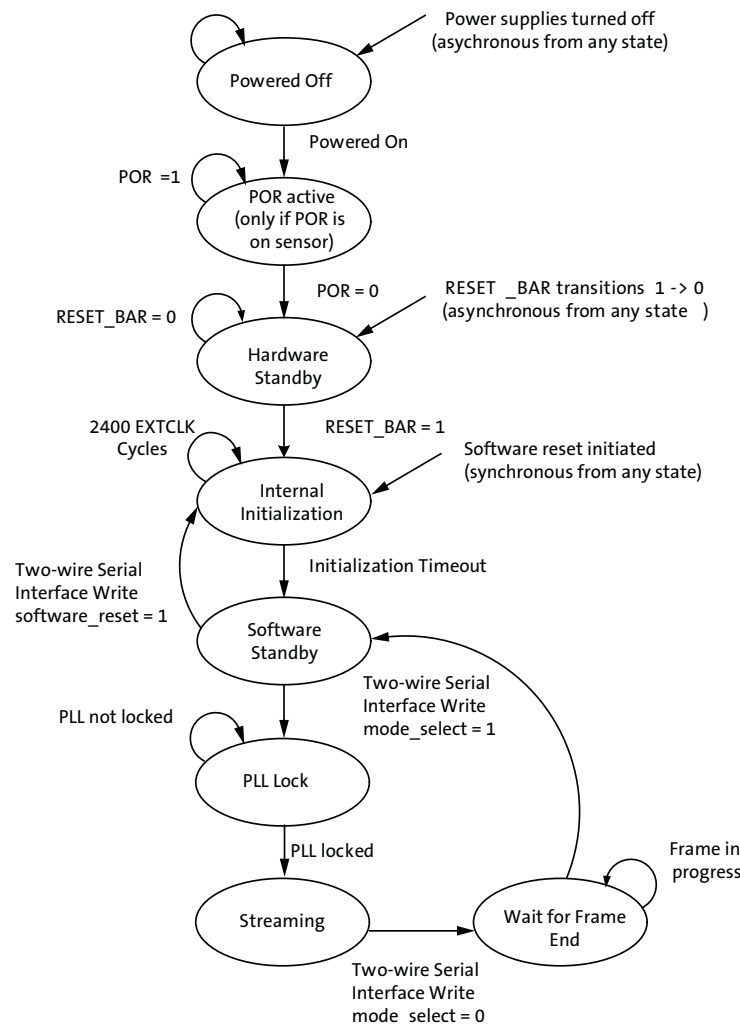 Power supplies turned off
(asychronous from any state)
Powered Off
Powered On
POR =1
POR active
(only if POR is
on sensor)
POR = 0
RESET _BAR transitions 1 -> 0
(asynchronous from any state )
RESET_BAR = 0
Hardware
Standby
2400 EXTCLK
Cycles
RESET_BAR = 1
Software reset initiated
(synchronous from any state)
Internal
Initialization
Initialization Timeout
Two-wire Serial
Interface Write
software_reset = 1
Software
Standby
Two-wire Serial
Interface Write
mode_select = 1
PLL not locked
PLL Lock
PLL locked
Frame in
progress
Streaming
Wait for Frame
End
Two-wire Serial
Interface Write
mode_select = 0